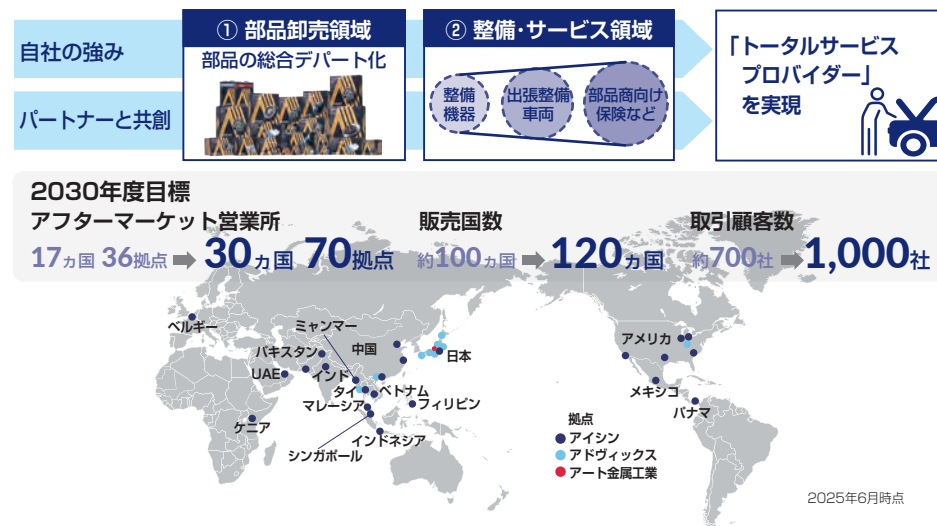 自社の強み
パートナーと共創
① 部品卸売領域
部品の総合デパート化
② 整備・サービス領域
整備
機器
出張整備
車両
部品商向け
保険など
「トータルサービス
プロバイダー」
を実現
2030年度目標
アフターマーケット営業所
17ヵ国 36拠点
30ヵ国 70拠点
販売国数
約100ヵ国
120ヵ国
取引顧客数
約700社
1,000社
ベルギー
ミャンマー
パキスタン
中国
日本
UAE
インド
タイ
ベトナム
マレーシア
フィリピン
ケニア
インドネシア
シンガポール
アメリカ
メキシコ
パナマ
拠点
アイシン
アドヴィックス
アート金属工業
2025年6月時点